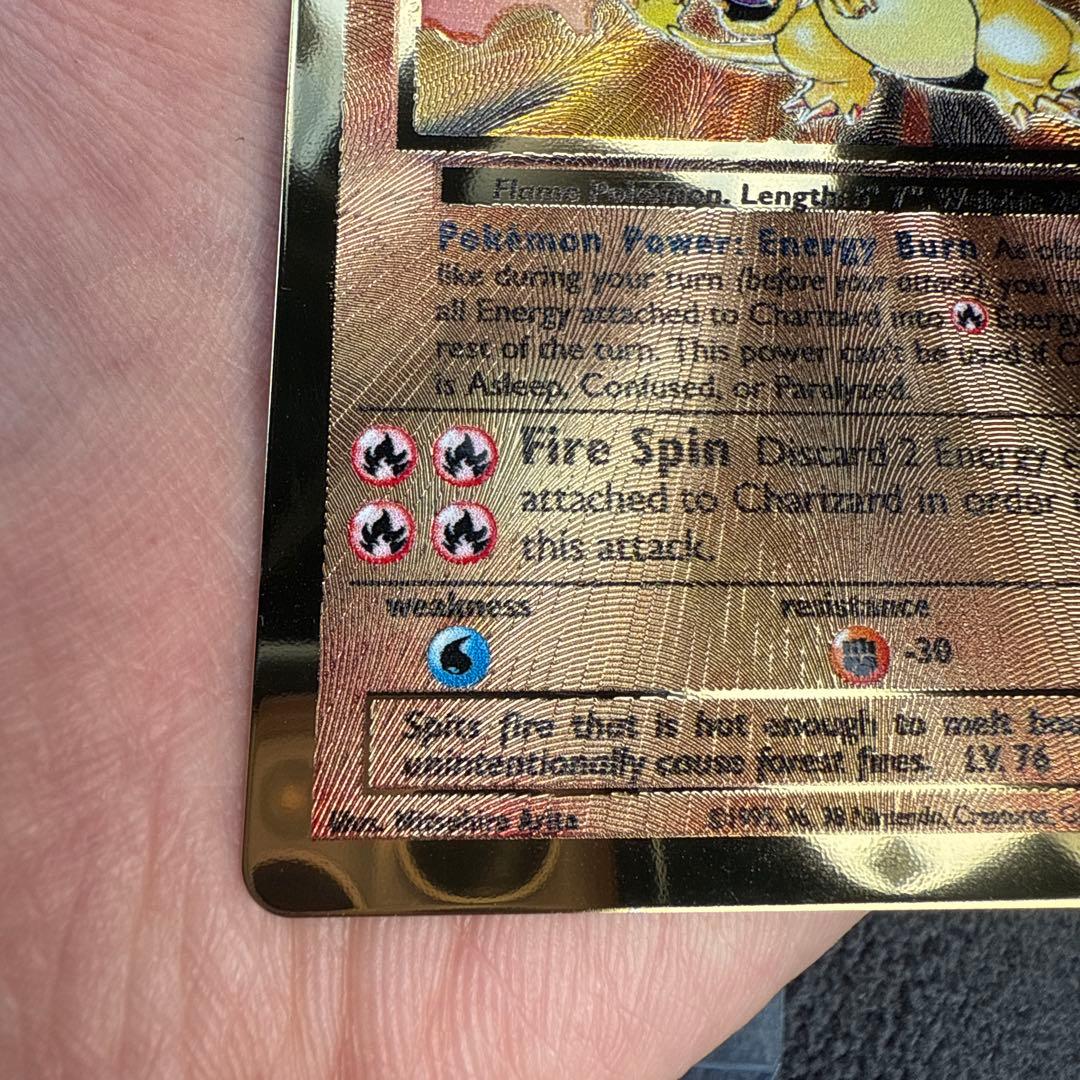 Flame Pokémon. Length 5' 7"
Pokémon Power: Energy Burn As
like during your turn (before your attack), you
all Energy attached to Charizard into Energy
rest of the turn. This power can't be used if
is Asleep, Confused, or Paralyzed.
Fire Spin Discard 2 Energy
attached to Charizard in order
this attack.
weakness
resistance
-30
Spits fire that is hot enough to melt
unintentionally cause forest fires. LV. 76
Illus. Mitsuhiro Arita
©1995, 96, 98 Nintendo, Creatures,